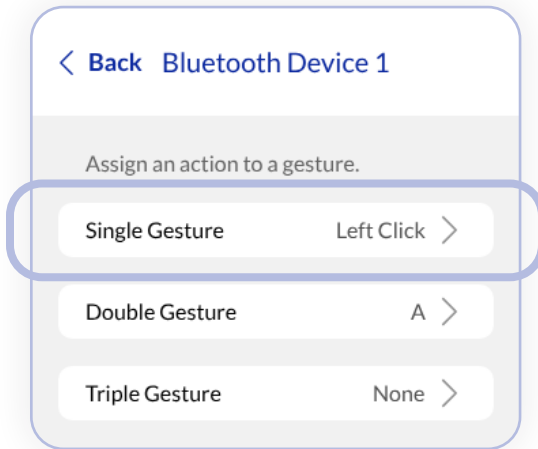 Back Bluetooth Device 1
Assign an action to a gesture.
Single Gesture Left Click
Double Gesture A
Triple Gesture None